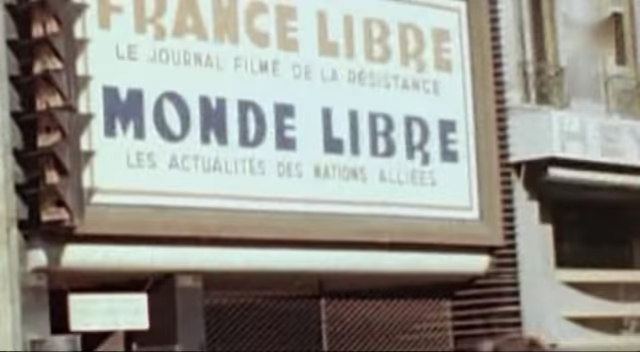 FRANCE LIBRE
LE JOURNAL FILMÉ DE LA RÉSISTANCE
MONDE LIBRE
LES ACTUALITÉS DES NATIONS ALLIÉES